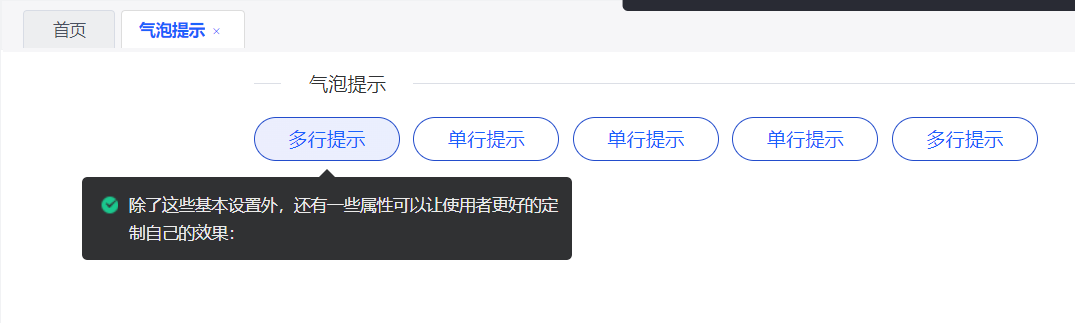 首页
气泡提示 ×
气泡提示
多行提示 单行提示 单行提示 单行提示 多行提示
除了这些基本设置外，还有一些属性可以让使用者更好的定
制自己的效果：